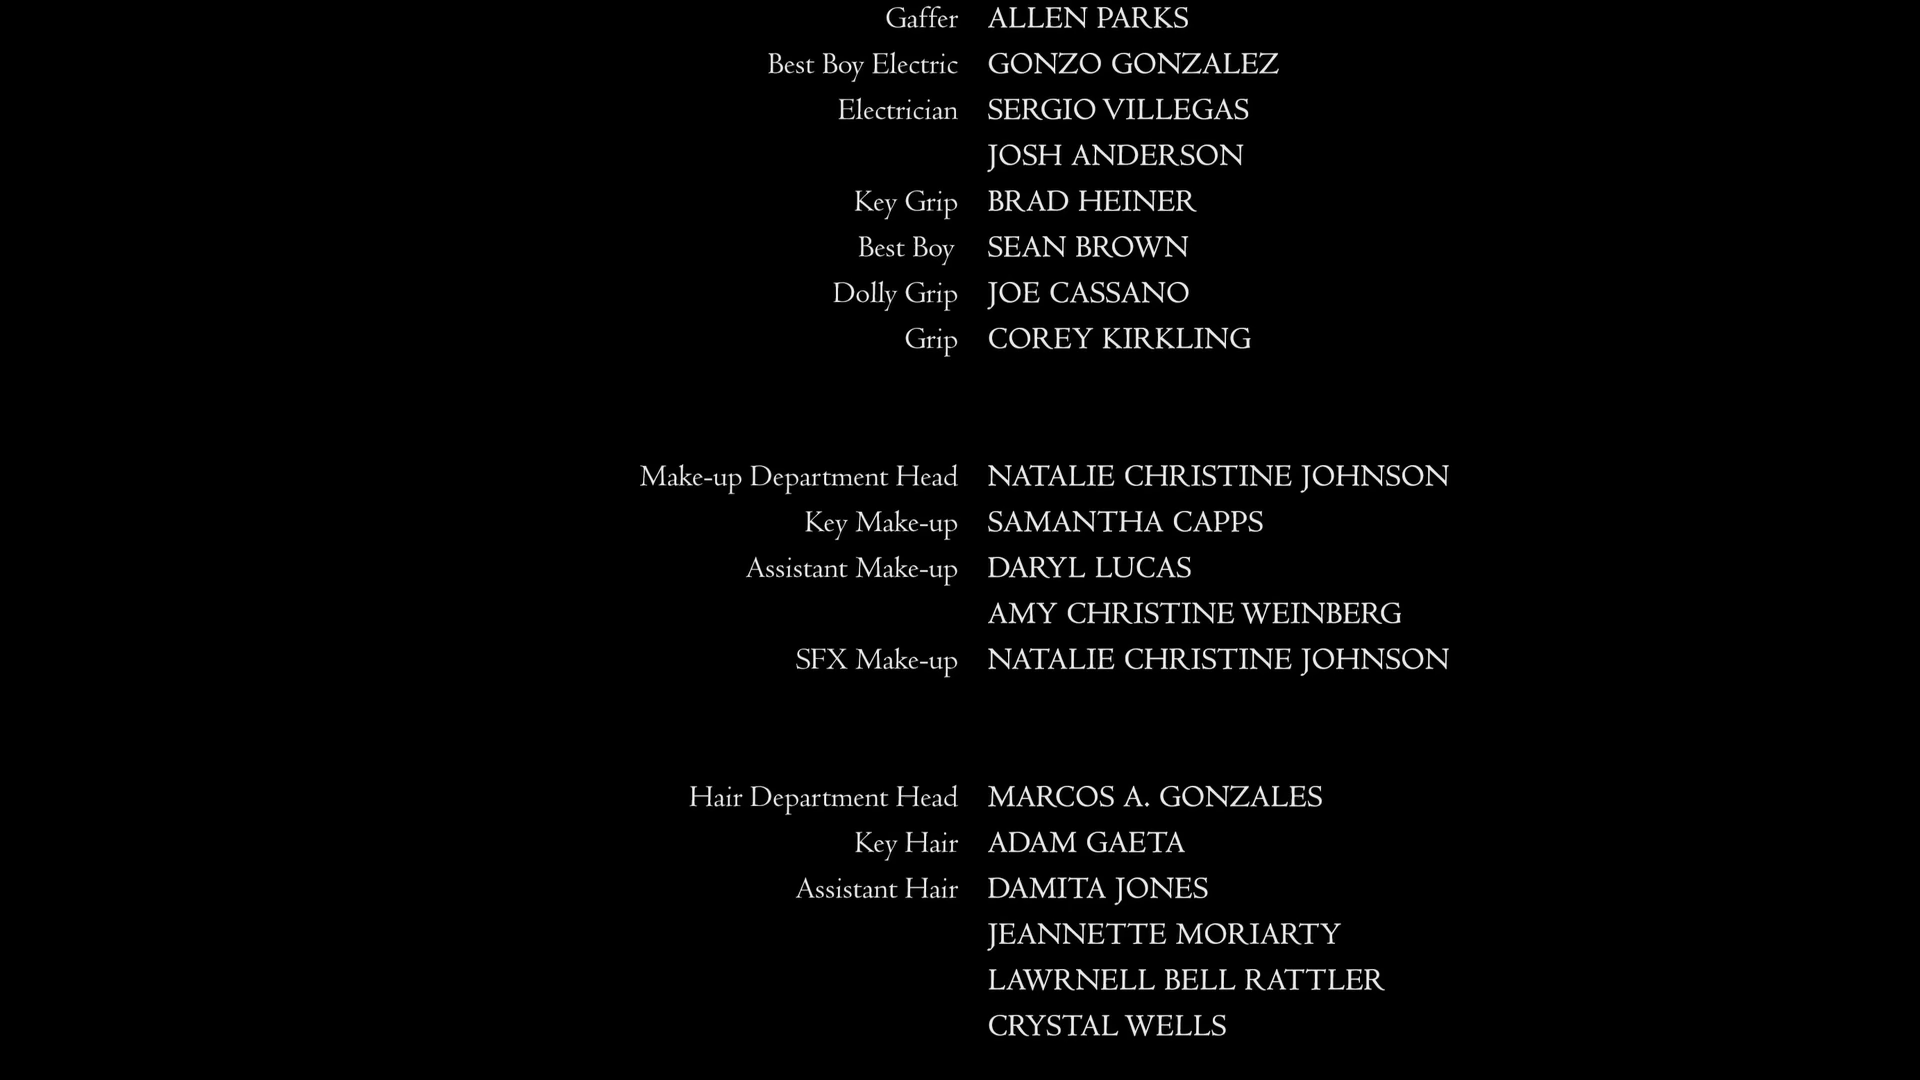 Gaffer ALLEN PARKS
Best Boy Electric GONZO GONZALEZ
Electrician SERGIO VILLEGAS
JOSH ANDERSON
Key Grip BRAD HEINER
Best Boy SEAN BROWN
Dolly Grip JOE CASSANO
Grip COREY KIRKLING
Make-up Department Head NATALIE CHRISTINE JOHNSON
Key Make-up SAMANTHA CAPPS
Assistant Make-up DARYL LUCAS
AMY CHRISTINE WEINBERG
SFX Make-up NATALIE CHRISTINE JOHNSON
Hair Department Head MARCOS A. GONZALES
Key Hair ADAM GAETA
Assistant Hair DAMITA JONES
JEANNETTE MORIARTY
LAWRNELL BELL RATTLER
CRYSTAL WELLS